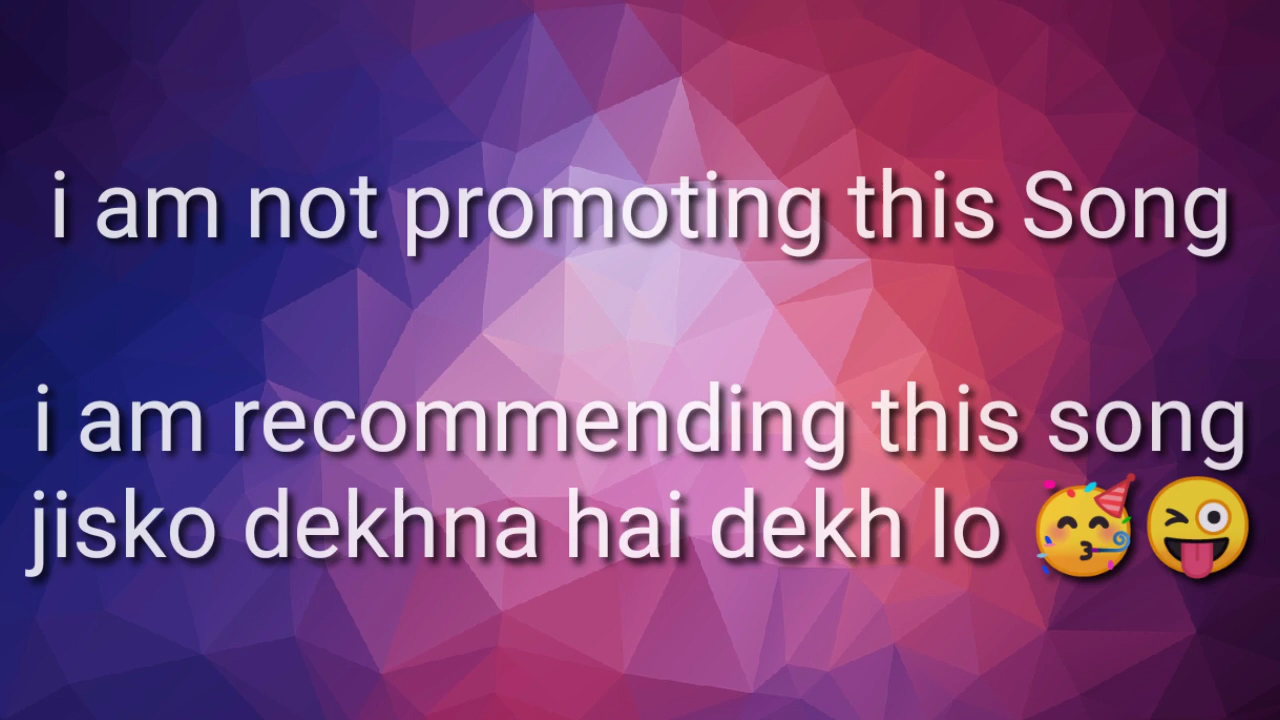 i am not promoting this Song
i am recommending this song
jisko dekhna hai dekh lo 🥳😜